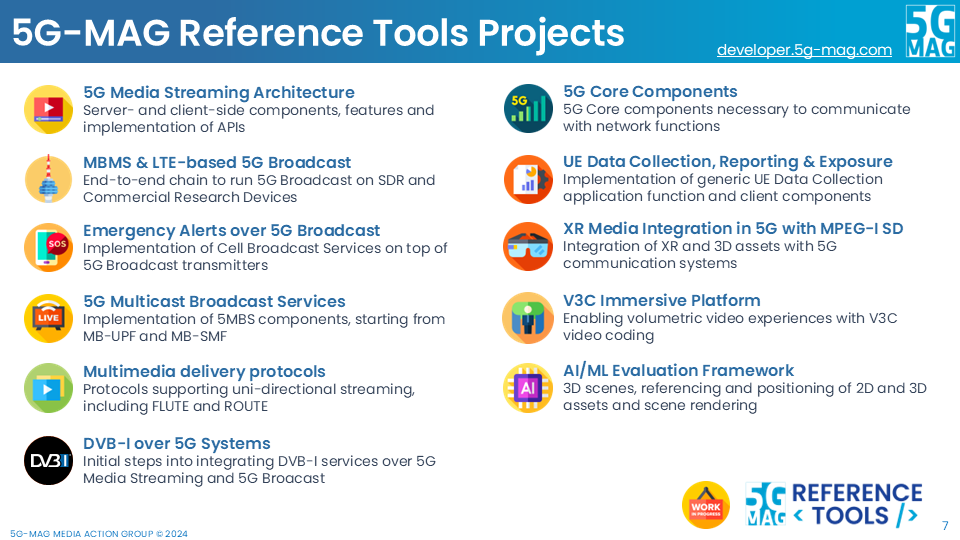 5G-MAG Reference Tools Projects
developer.5g-mag.com
5G
MAG
5G Media Streaming Architecture
Server- and client-side components, features and
implementation of APIs
MBMS & LTE-based 5G Broadcast
End-to-end chain to run 5G Broadcast on SDR and
Commercial Research Devices
SOS
Emergency Alerts over 5G Broadcast
Implementation of Cell Broadcast Services on top of
5G Broadcast transmitters
LIVE
5G Multicast Broadcast Services
Implementation of 5MBS components, starting from
MB-UPF and MB-SMF
Multimedia delivery protocols
Protocols supporting uni-directional streaming,
including FLUTE and ROUTE
DVB-I
DVB-I over 5G Systems
Initial steps into integrating DVB-I services over 5G
Media Streaming and 5G Broacast
5G
5G Core Components
5G Core components necessary to communicate
with network functions
UE Data Collection, Reporting & Exposure
Implementation of generic UE Data Collection
application function and client components
XR Media Integration in 5G with MPEG-I SD
Integration of XR and 3D assets with 5G
communication systems
V3C Immersive Platform
Enabling volumetric video experiences with V3C
video coding
AI
AI/ML Evaluation Framework
3D scenes, referencing and positioning of 2D and 3D
assets and scene rendering
WORK
IN PROGRESS
5G
MAG
REFERENCE
< TOOLS />
5G-MAG MEDIA ACTION GROUP © 2024
7